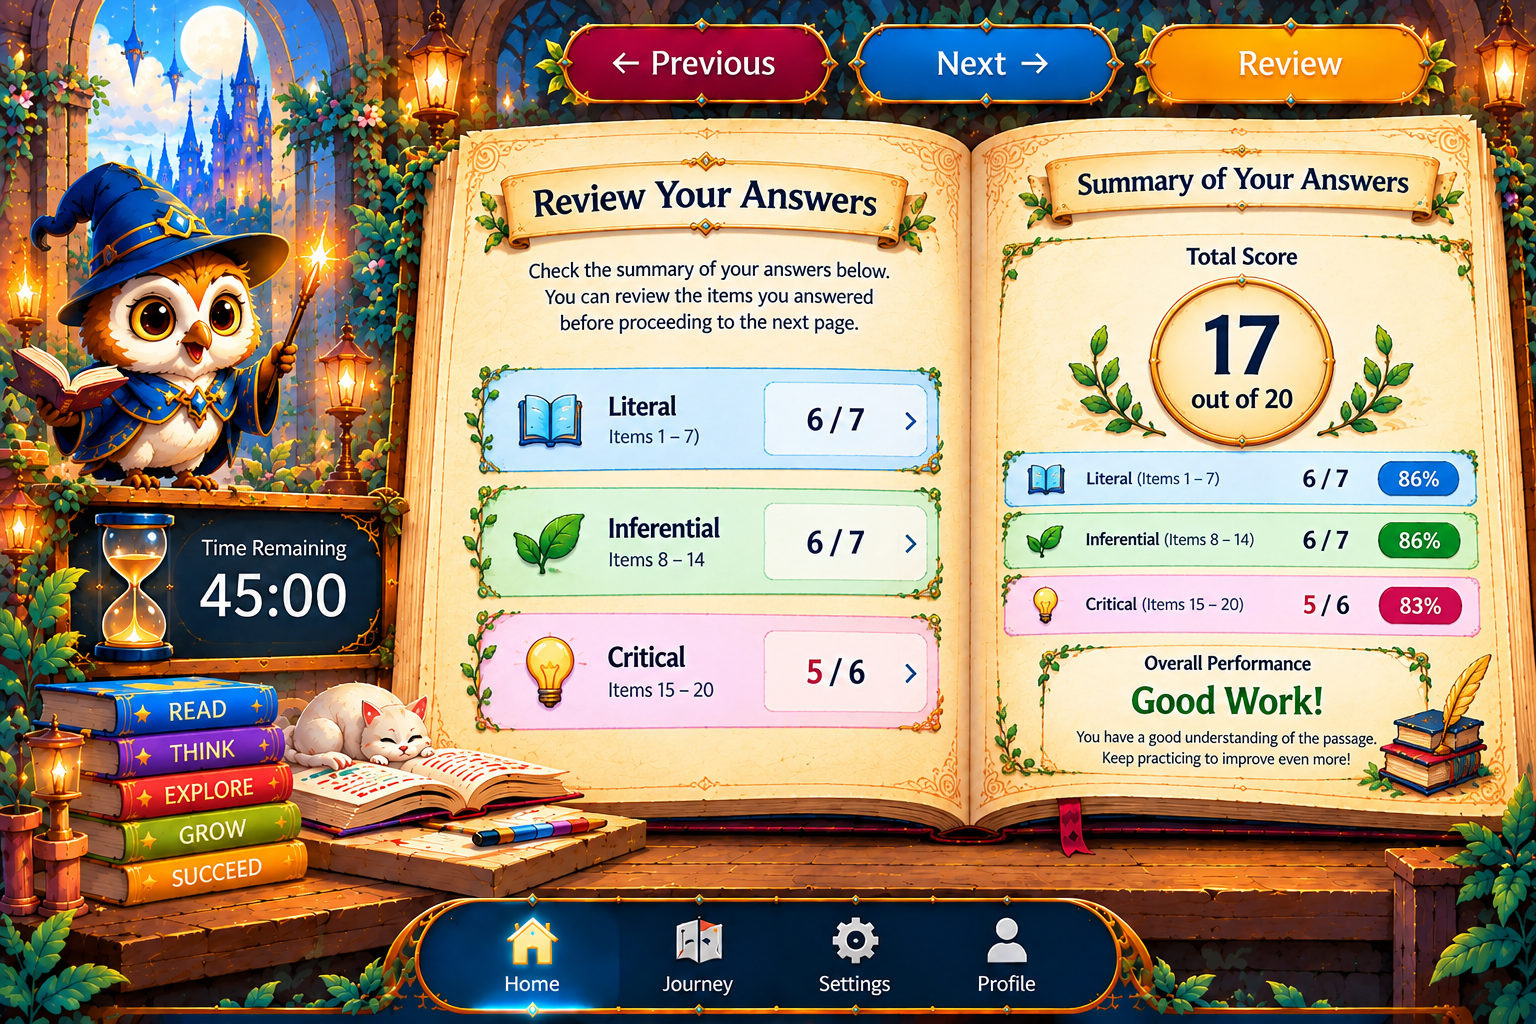 ← Previous
Next →
Review
Review Your Answers
Check the summary of your answers below.
You can review the items you answered
before proceeding to the next page.
Literal
Items 1 – 7)
6 / 7 >
Inferential
Items 8 – 14
6 / 7 >
Critical
Items 15 – 20
5 / 6 >
Summary of Your Answers
Total Score
17
out of 20
Literal (Items 1 – 7) 6 / 7 86%
Inferential (Items 8 – 14) 6 / 7 86%
Critical (Items 15 – 20) 5 / 6 83%
Overall Performance
Good Work!
You have a good understanding of the passage.
Keep practicing to improve even more!
Time Remaining
45:00
READ
THINK
EXPLORE
GROW
SUCCEED
Home
Journey
Settings
Profile